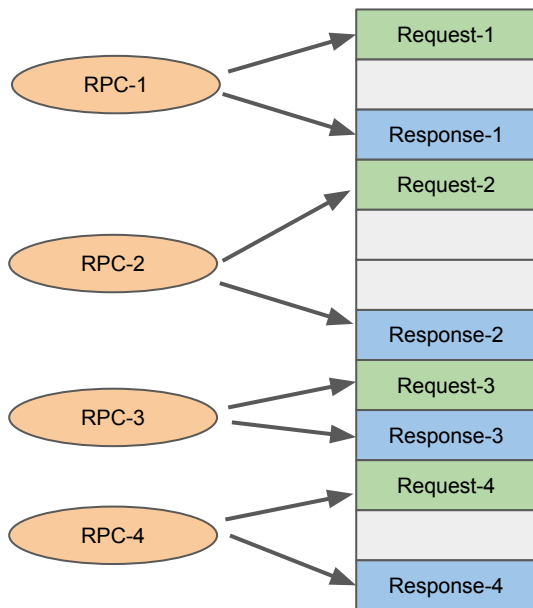 Request-1
RPC-1
Response-1
Request-2
RPC-2
Response-2
Request-3
RPC-3
Response-3
Request-4
RPC-4
Response-4